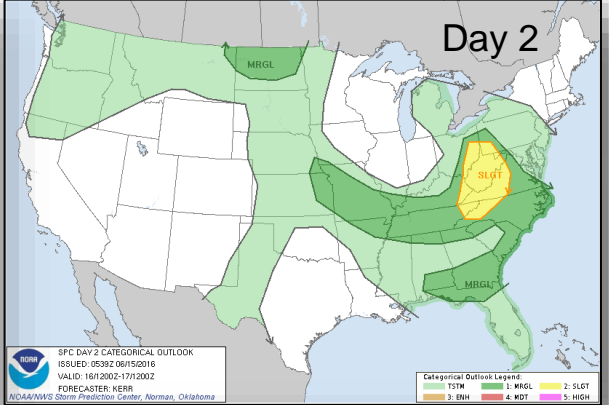 Day 2
MRGL
SLGT
MRGL
NOAA
SPC DAY 2 CATEGORICAL OUTLOOK
ISSUED: 0539Z 06/15/2016
VALID: 16/1200Z-17/1200Z
FORECASTER: KERR
NOAA/NWS Storm Prediction Center, Norman, Oklahoma
Categorical Outlook Legend:
TSTM 1: MRGL 2: SLGT
3: ENH 4: MDT 5: HIGH